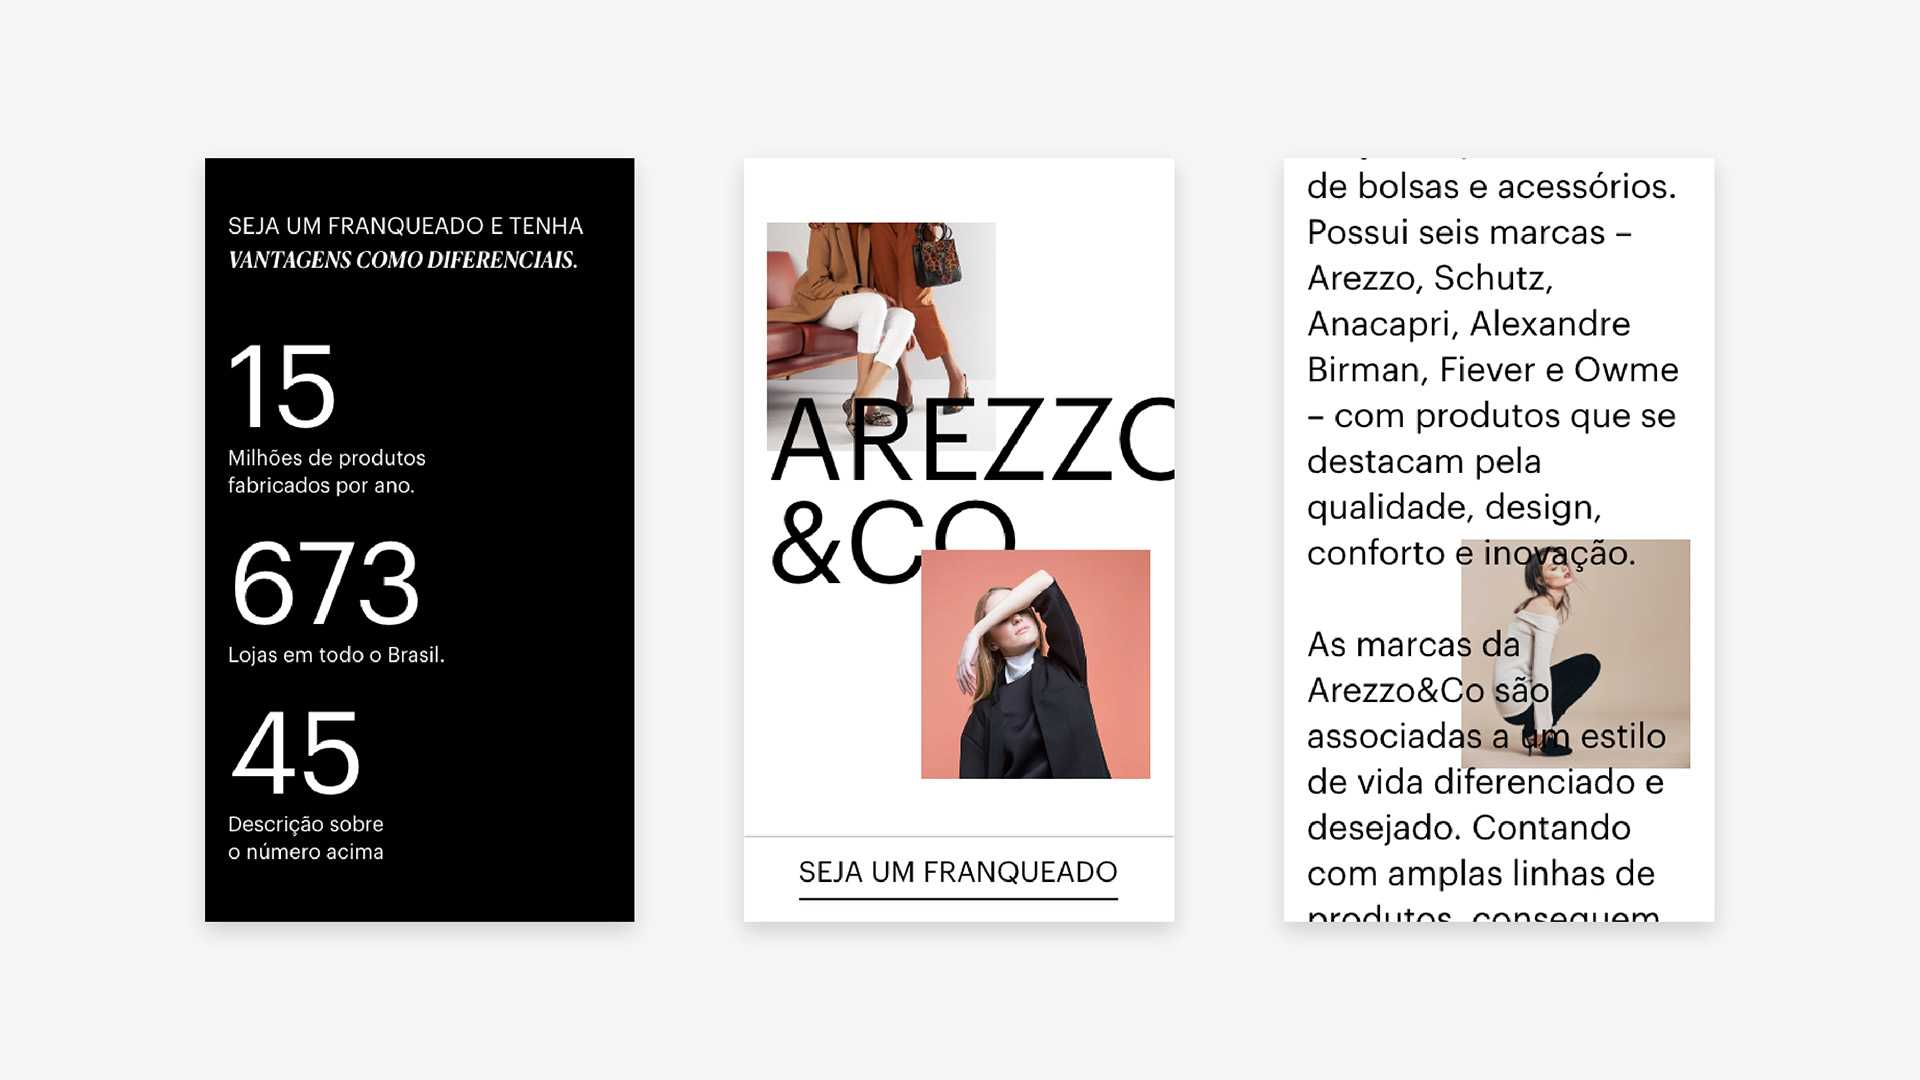 SEJA UM FRANQUEADO E TENHA
VANTAGENS COMO DIFERENCIAIS.
15
Milhões de produtos
fabricados por ano.
673
Lojas em todo o Brasil.
45
Descrição sobre
o número acima
AREZZO
&CO
SEJA UM FRANQUEADO
de bolsas e acessórios.
Possui seis marcas –
Arezzo, Schutz,
Anacapri, Alexandre
Birman, Fiever e Owme
– com produtos que se
destacam pela
qualidade, design,
conforto e inovação.
As marcas da
Arezzo&Co são
associadas a um estilo
de vida diferenciado e
desejado. Contando
com amplas linhas de
produtos, conseguem